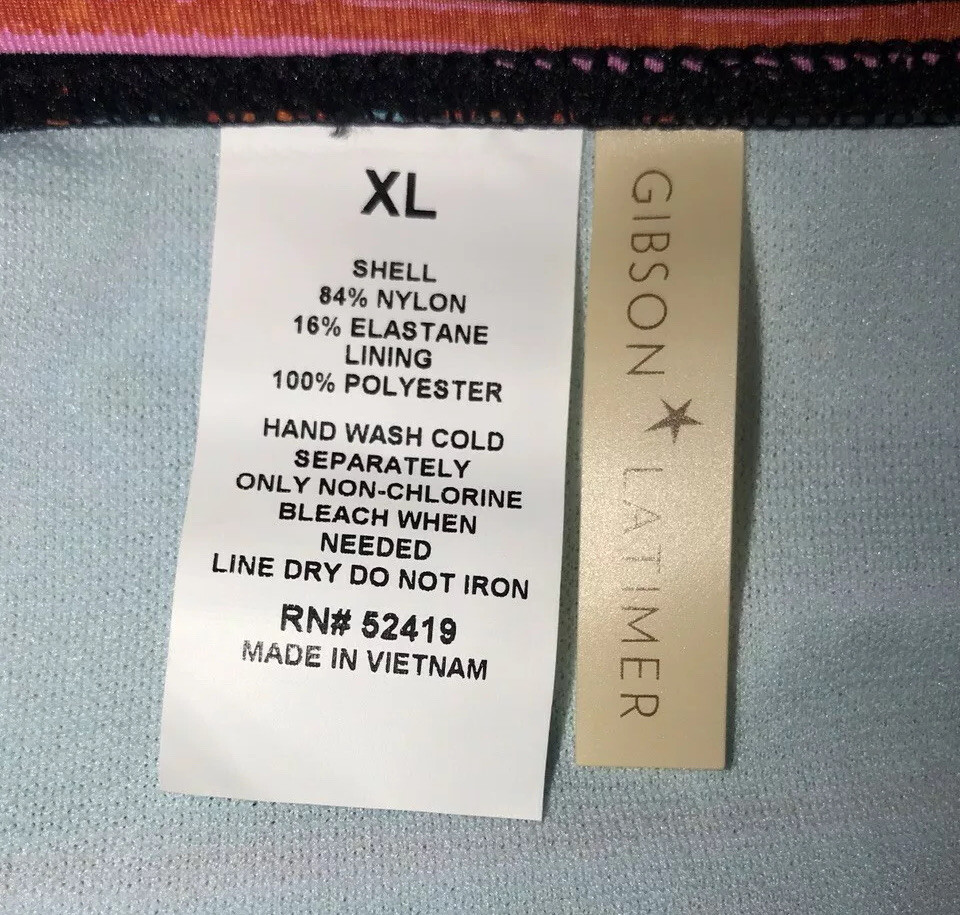 XL
SHELL
84% NYLON
16% ELASTANE
LINING
100% POLYESTER
HAND WASH COLD
SEPARATELY
ONLY NON-CHLORINE
BLEACH WHEN
NEEDED
LINE DRY DO NOT IRON
RN# 52419
MADE IN VIETNAM
GIBSON ★ LATIMER